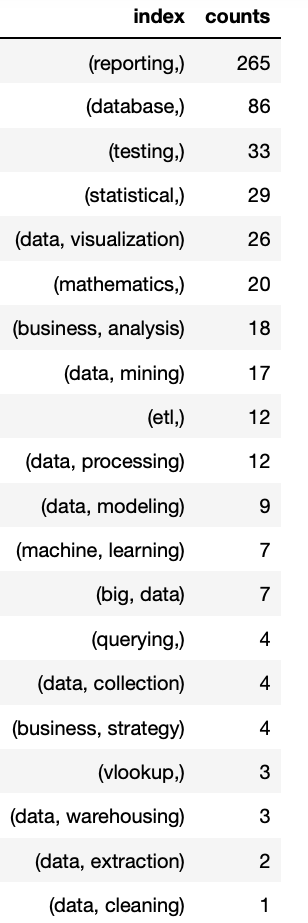 index counts
(reporting,) 265
(database,) 86
(testing,) 33
(statistical,) 29
(data, visualization) 26
(mathematics,) 20
(business, analysis) 18
(data, mining) 17
(etl,) 12
(data, processing) 12
(data, modeling) 9
(machine, learning) 7
(big, data) 7
(querying,) 4
(data, collection) 4
(business, strategy) 4
(vlookup,) 3
(data, warehousing) 3
(data, extraction) 2
(data, cleaning) 1